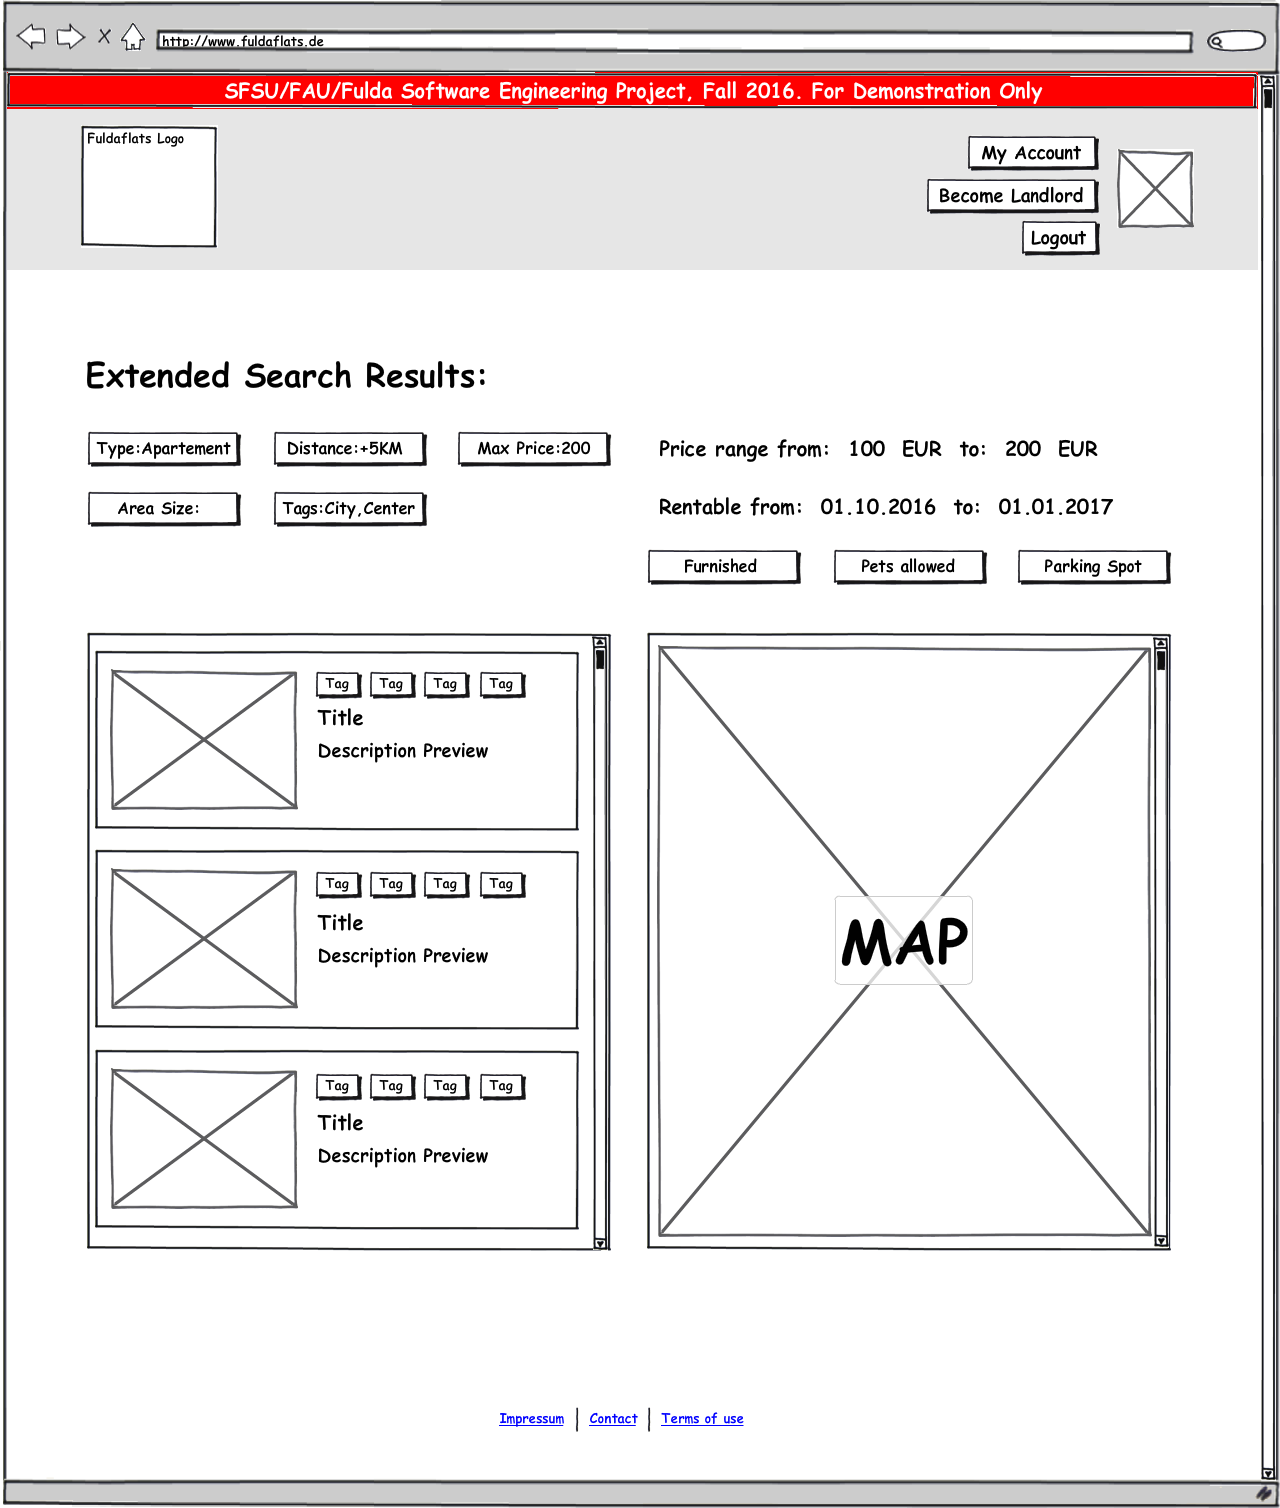 http://www.fuldaflats.de
SFSU/FAU/Fulda Software Engineering Project, Fall 2016. For Demonstration Only
Fuldaflats Logo
My Account
Become Landlord
Logout
Extended Search Results:
Type:Apartement Distance:+5KM Max Price:200 Price range from: 100 EUR to: 200 EUR
Area Size: Tags:City,Center Rentable from: 01.10.2016 to: 01.01.2017
Furnished Pets allowed Parking Spot
Tag Tag Tag Tag
Title
Description Preview
Tag Tag Tag Tag
Title
Description Preview
Tag Tag Tag Tag
Title
Description Preview
MAP
Impressum Contact Terms of use